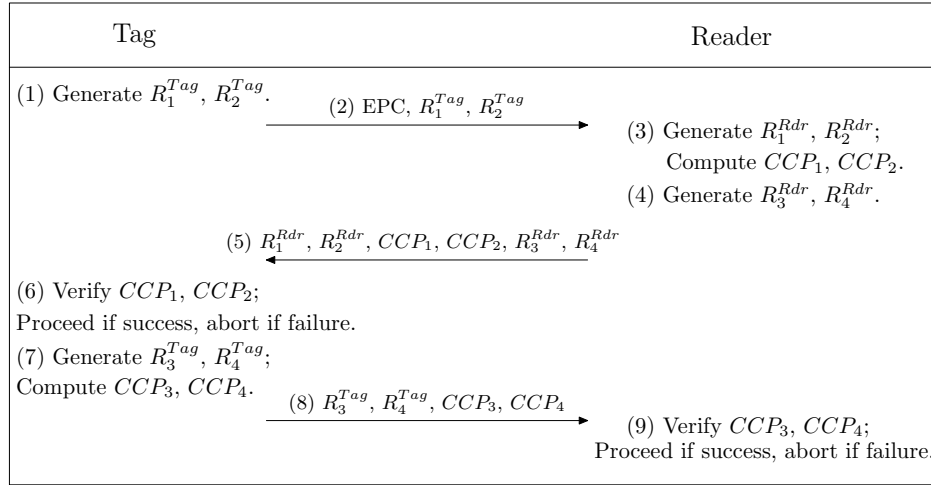 Tag
Reader
(1) Generate $R_1^{Tag}$, $R_2^{Tag}$.
(2) EPC, $R_1^{Tag}$, $R_2^{Tag}$
(3) Generate $R_1^{Rdr}$, $R_2^{Rdr}$;
Compute $CCP_1$, $CCP_2$.
(4) Generate $R_3^{Rdr}$, $R_4^{Rdr}$.
(5) $R_1^{Rdr}$, $R_2^{Rdr}$, $CCP_1$, $CCP_2$, $R_3^{Rdr}$, $R_4^{Rdr}$
(6) Verify $CCP_1$, $CCP_2$;
Proceed if success, abort if failure.
(7) Generate $R_3^{Tag}$, $R_4^{Tag}$;
Compute $CCP_3$, $CCP_4$.
(8) $R_3^{Tag}$, $R_4^{Tag}$, $CCP_3$, $CCP_4$
(9) Verify $CCP_3$, $CCP_4$;
Proceed if success, abort if failure.